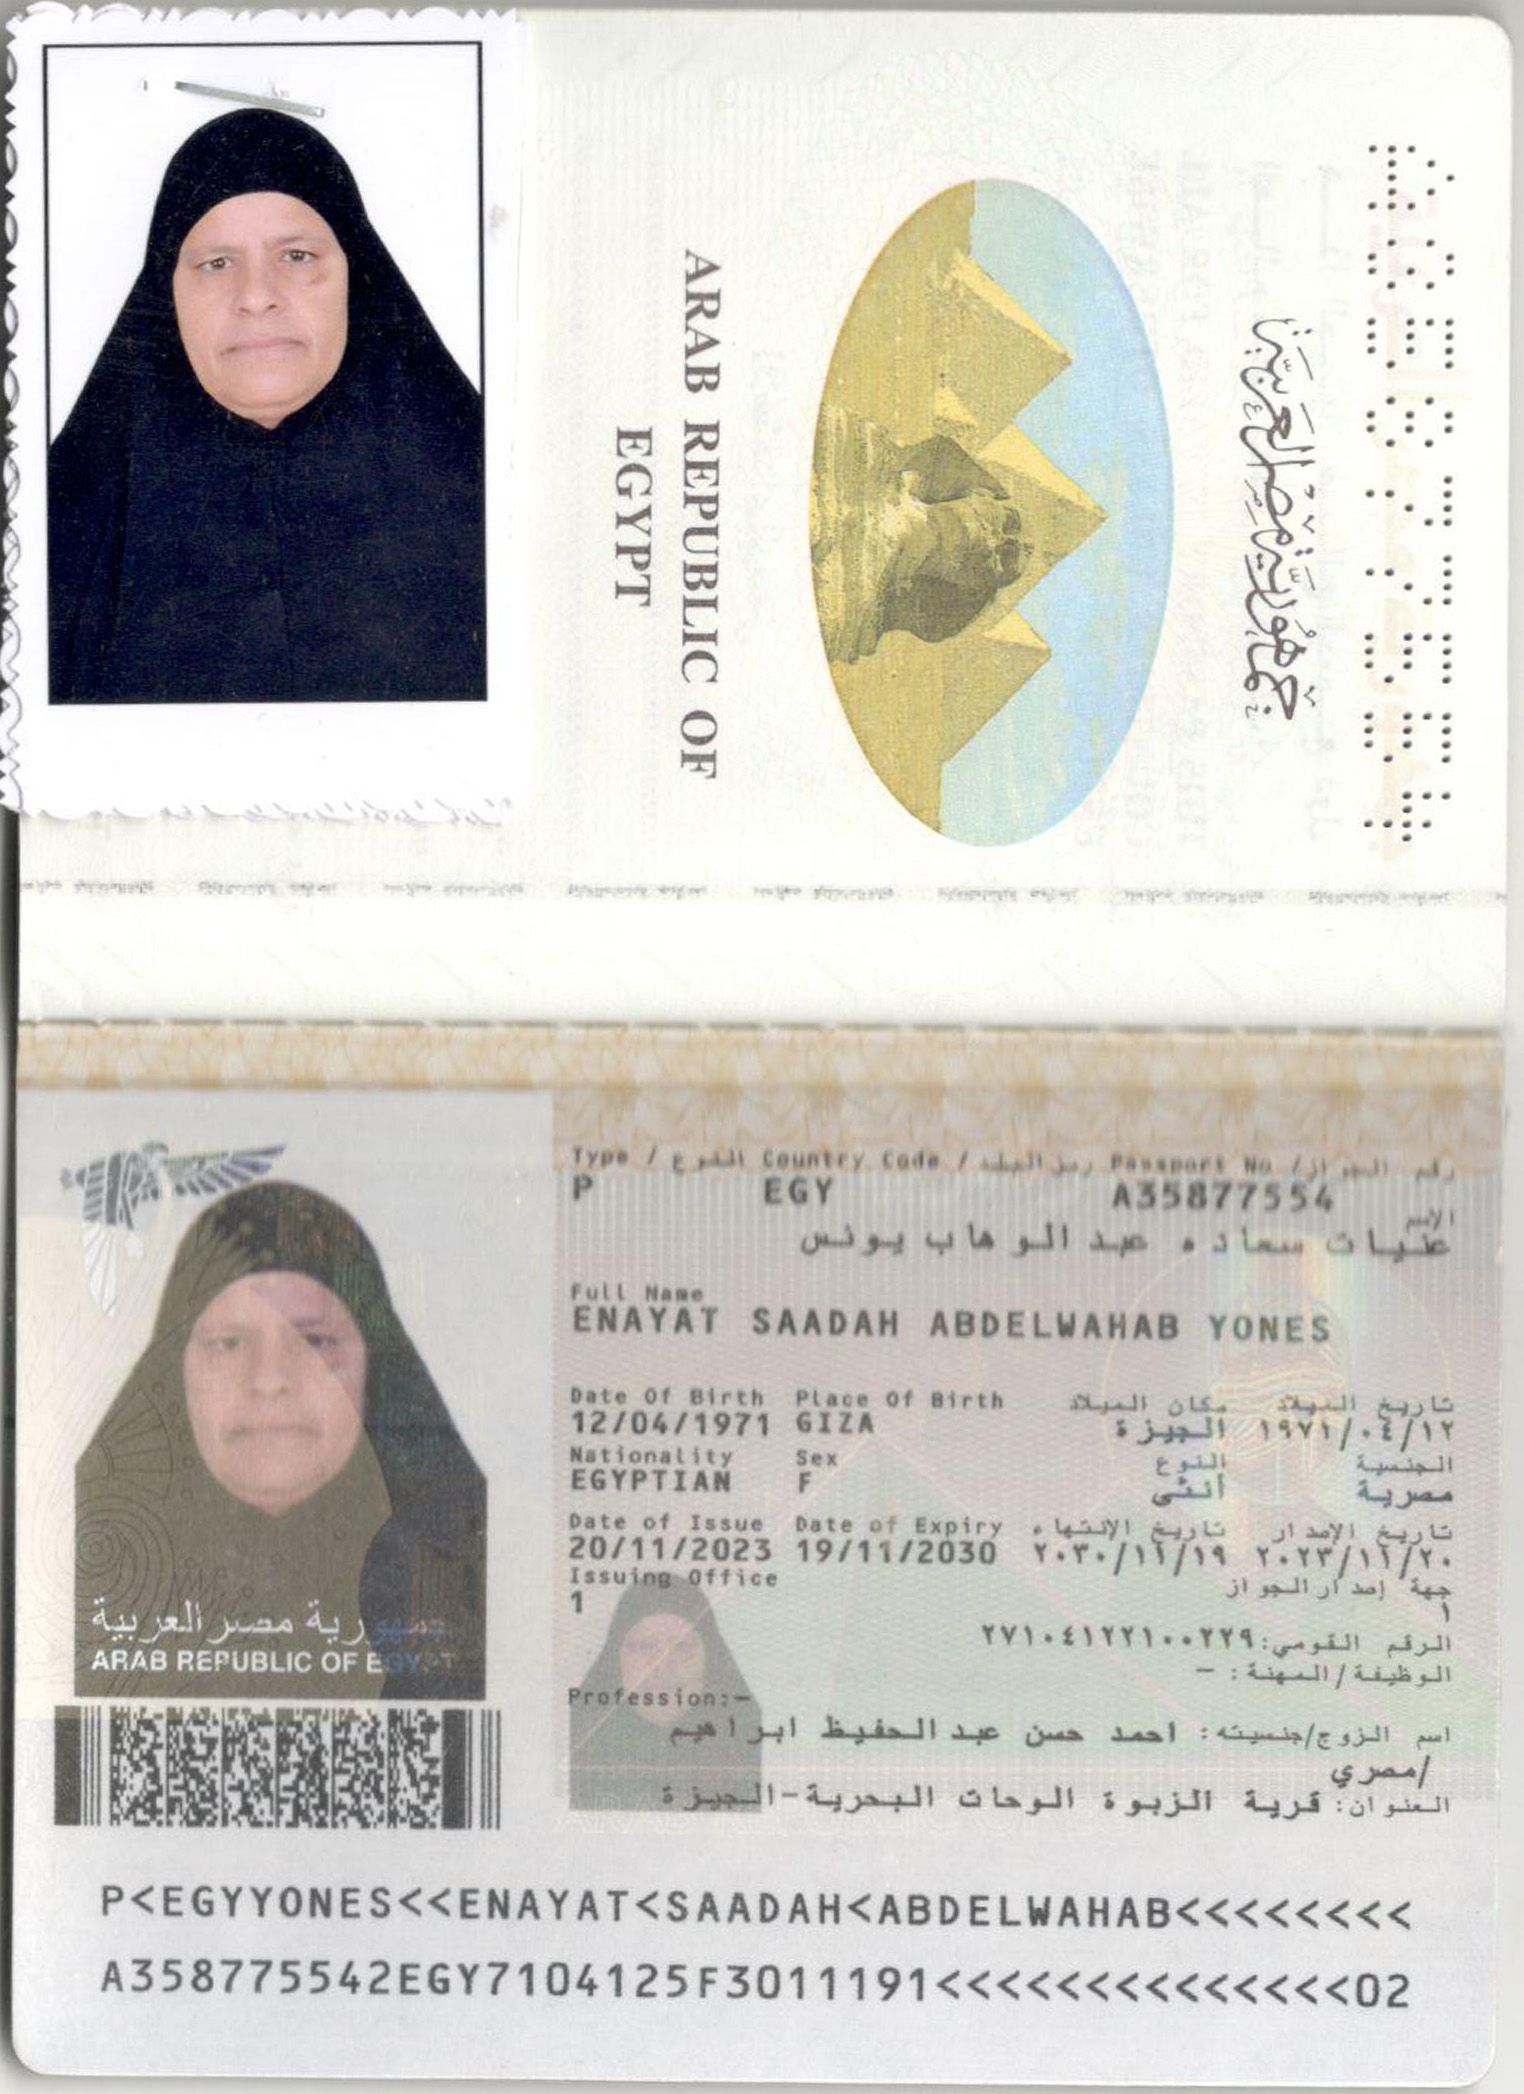 ARAB REPUBLIC OF
EGYPT
جمهورية مصر العربية
A35877554
Type / النوع Country Code / رمز البلد Passport No / رقم الجواز
P EGY A35877554
الإسم
عنيات سعاده عبد الوهاب يونس
Full Name
ENAYAT SAADAH ABDELWAHAB YONES
Date Of Birth Place Of Birth مكان الميلاد تاريخ الميلاد
12/04/1971 GIZA الجيزة ١٩٧١/٠٤/١٢
Nationality Sex النوع الجنسية
EGYPTIAN F أنثى مصرية
Date of Issue Date of Expiry تاريخ الإنتهاء تاريخ الإصدار
20/11/2023 19/11/2030 ٢٠٣٠/١١/١٩ ٢٠٢٣/١١/٢٠
Issuing Office جهة إصدار الجواز
1 ١
الرقم القومي: ٢٧١٠٤١٢٢١٠٠٢٢٩
الوظيفة/المهنة: -
Profession:-
اسم الزوج/جنسيته: احمد حسن عبد الحفيظ ابراهيم
/مصري
العنوان: قرية الزبوة الوحات البحرية-الجيزة
جمهورية مصر العربية
ARAB REPUBLIC OF EGYPT
P<EGYYONES<<ENAYAT<SAADAH<ABDELWAHAB<<<<<<<<
A358775542EGY7104125F3011191<<<<<<<<<<<<<<02